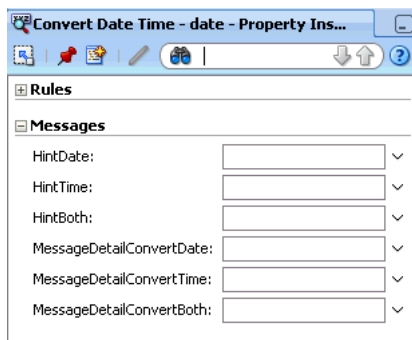 Convert Date Time - date - Property Ins...
Rules
Messages
HintDate:
HintTime:
HintBoth:
MessageDetailConvertDate:
MessageDetailConvertTime:
MessageDetailConvertBoth: